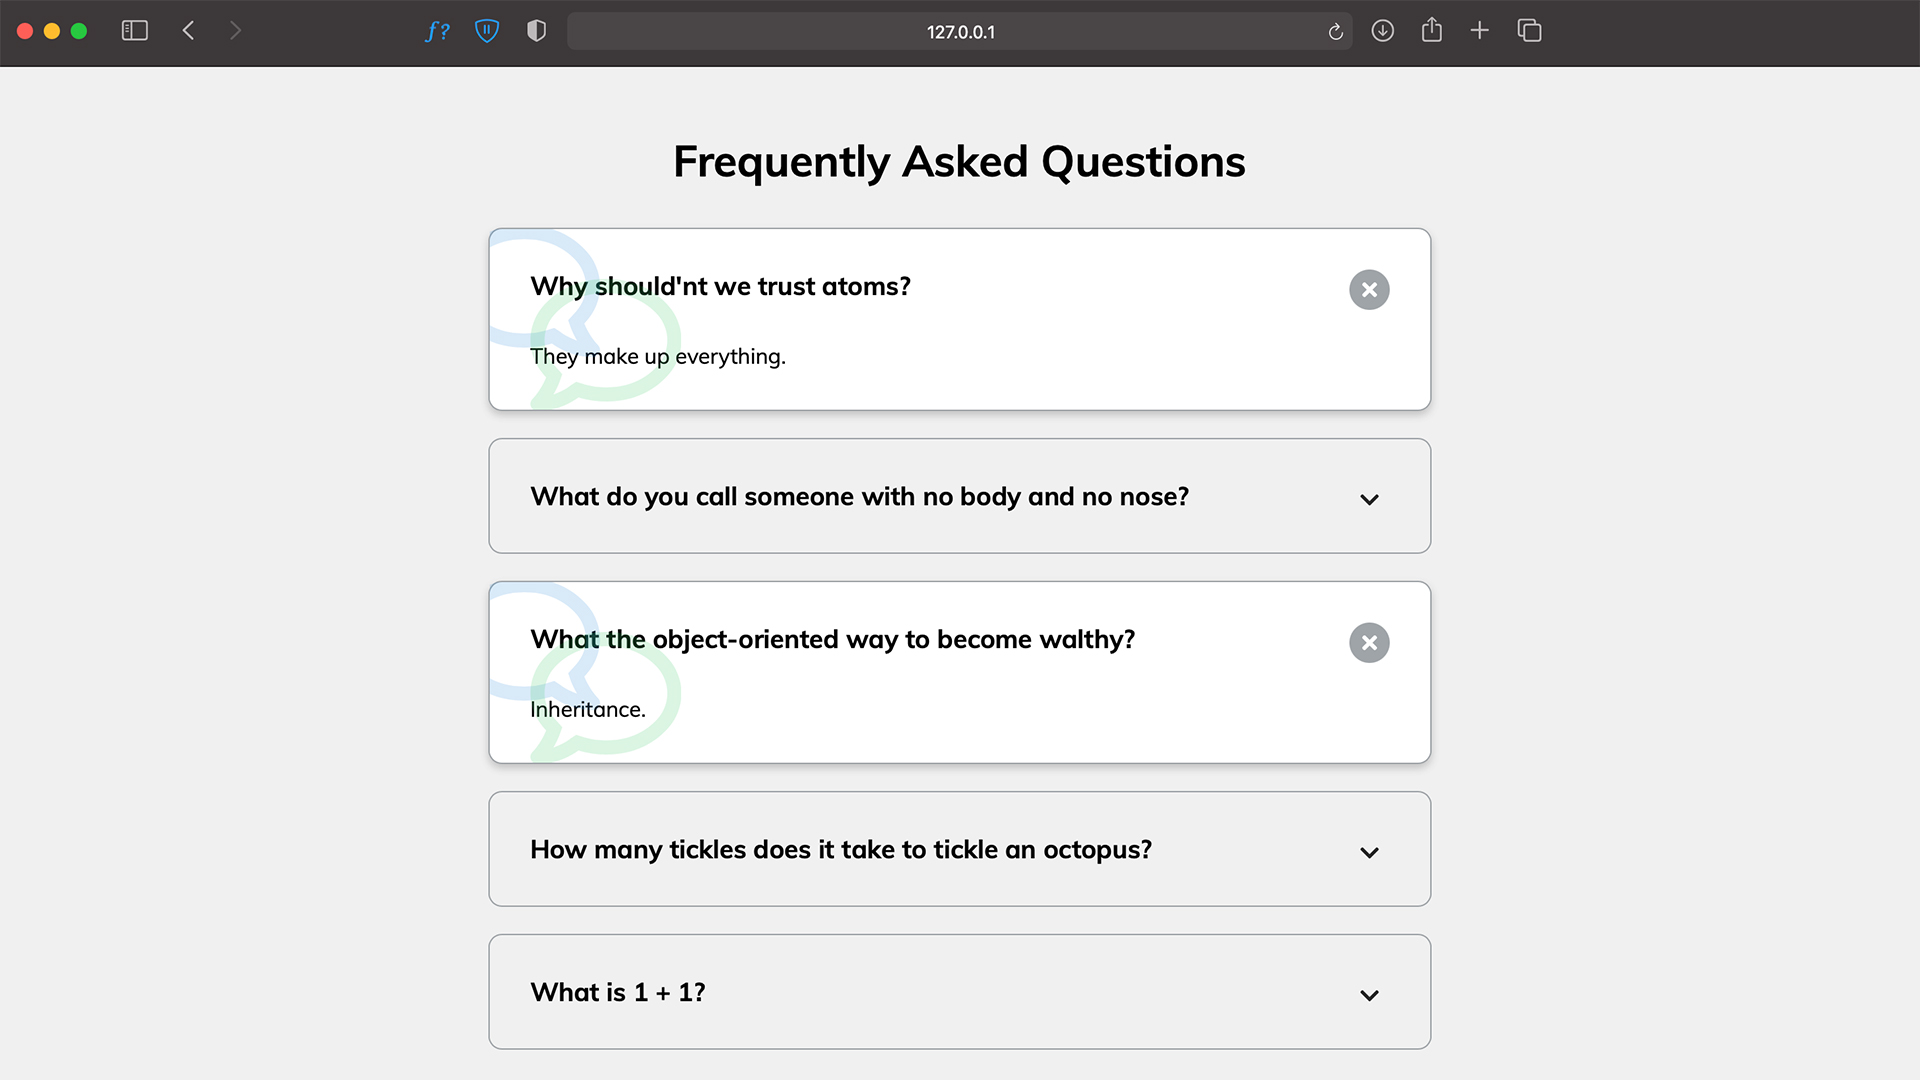 f?
127.0.0.1
Frequently Asked Questions
Why should'nt we trust atoms?
They make up everything.
What do you call someone with no body and no nose?
What the object-oriented way to become walthy?
Inheritance.
How many tickles does it take to tickle an octopus?
What is 1 + 1?